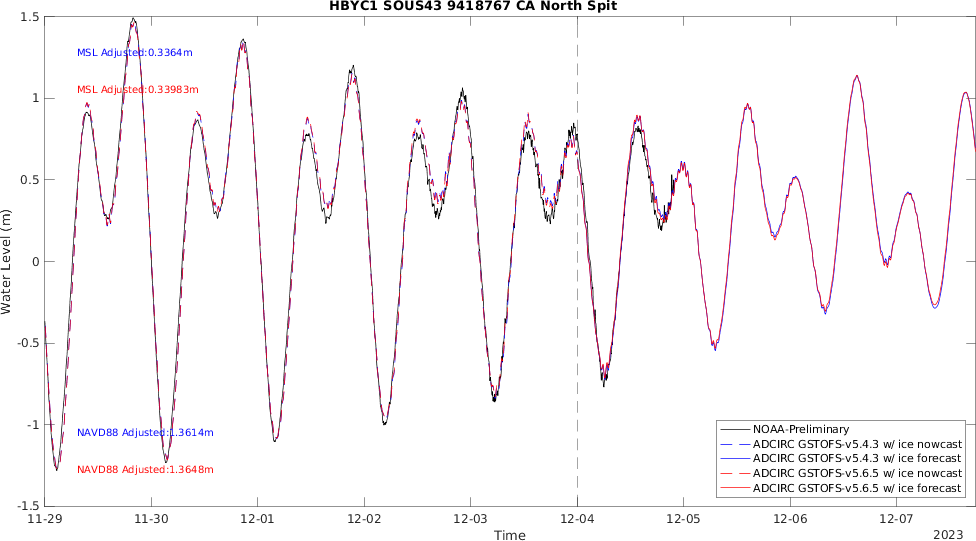 HBYC1 SOUS43 9418767 CA North Spit
1.5
1
0.5
0
-0.5
-1
-1.5
Water Level (m)
MSL Adjusted:0.3364m
MSL Adjusted:0.33983m
NAVD88 Adjusted:1.3614m
NAVD88 Adjusted:1.3648m
NOAA-Preliminary
ADCIRC GSTOFS-v5.4.3 w/ ice nowcast
ADCIRC GSTOFS-v5.4.3 w/ ice forecast
ADCIRC GSTOFS-v5.6.5 w/ ice nowcast
ADCIRC GSTOFS-v5.6.5 w/ ice forecast
11-29 11-30 12-01 12-02 12-03 12-04 12-05 12-06 12-07
Time
2023